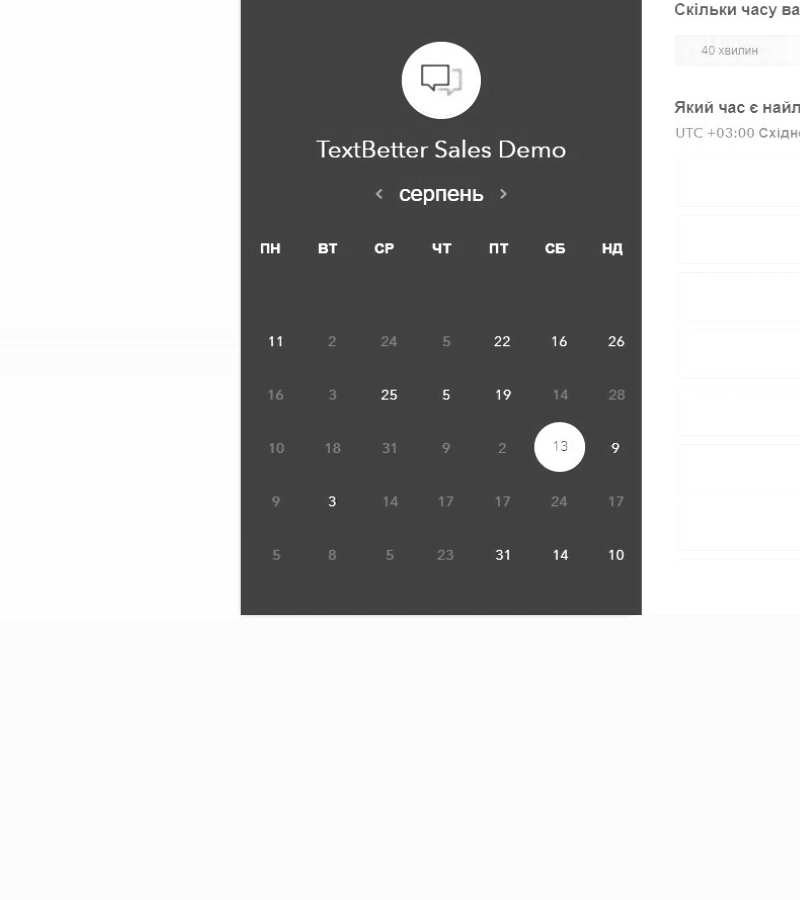 TextBetter Sales Demo
< серпень >
ПН ВТ СР ЧТ ПТ СБ НД
11 2 24 5 22 16 26
16 3 25 5 19 14 28
10 18 31 9 2 13 9
9 3 14 17 17 24 17
5 8 5 23 31 14 10
Скільки часу ва
40 хвилин
Який час є найл
UTC +03:00 Східн